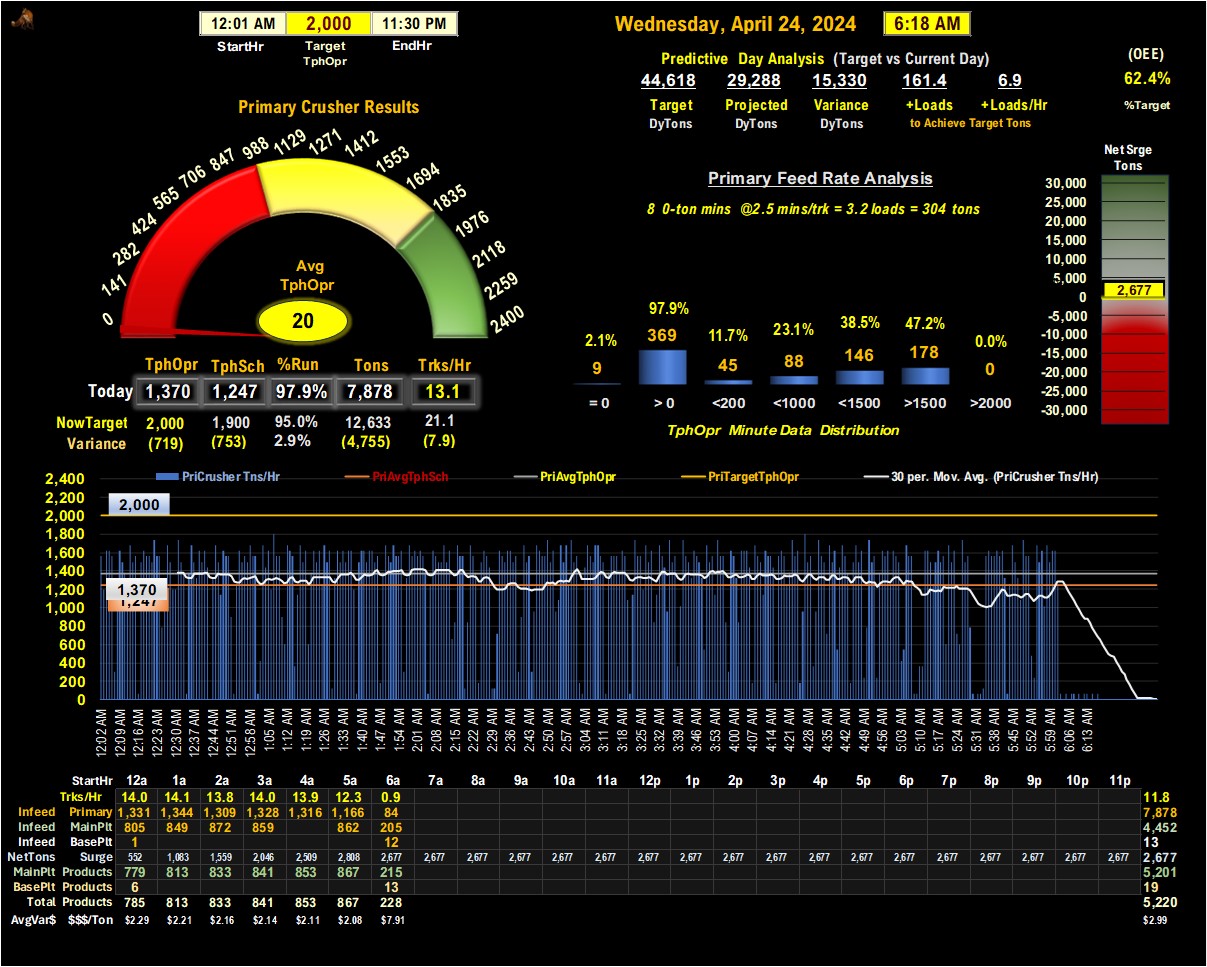 12:01 AM 2,000 11:30 PM
StartHr Target TphOpr EndHr
Wednesday, April 24, 2024 6:18 AM
Predictive Day Analysis (Target vs Current Day)
44,618 29,288 15,330 161.4 6.9
Target Projected Variance +Loads +Loads/Hr
DyTons DyTons DyTons to Achieve Target Tons
(OEE)
62.4%
%Target
Primary Crusher Results
0 141 282 424 565 706 847 988 1129 1271 1412 1553 1694 1835 1976 2118 2259 2400
Avg
TphOpr
20
TphOpr TphSch %Run Tons Trks/Hr
Today 1,370 1,247 97.9% 7,878 13.1
NowTarget 2,000 1,900 95.0% 12,633 21.1
Variance (719) (753) 2.9% (4,755) (7.9)
Primary Feed Rate Analysis
8 0-ton mins @2.5 mins/trk = 3.2 loads = 304 tons
2.1% 97.9% 11.7% 23.1% 38.5% 47.2% 0.0%
9 369 45 88 146 178 0
= 0 > 0 <200 <1000 <1500 >1500 >2000
TphOpr Minute Data Distribution
Net Srge
Tons
30,000
25,000
20,000
15,000
10,000
5,000
0
-5,000
-10,000
-15,000
-20,000
-25,000
-30,000
2,677
PriCrusher Tns/Hr PriAvgTphSch PriAvgTphOpr PriTargetTphOpr 30 per. Mov. Avg. (PriCrusher Tns/Hr)
2,400
2,200
2,000
1,800
1,600
1,400
1,200
1,000
800
600
400
200
0
2,000
1,370
1,247
12:02 AM 12:09 AM 12:16 AM 12:23 AM 12:30 AM 12:37 AM 12:44 AM 12:51 AM 12:58 AM 1:05 AM 1:12 AM 1:19 AM 1:26 AM 1:33 AM 1:40 AM 1:47 AM 1:54 AM 2:01 AM 2:08 AM 2:15 AM 2:22 AM 2:29 AM 2:36 AM 2:43 AM 2:50 AM 2:57 AM 3:04 AM 3:11 AM 3:18 AM 3:25 AM 3:32 AM 3:39 AM 3:46 AM 3:53 AM 4:00 AM 4:07 AM 4:14 AM 4:21 AM 4:28 AM 4:35 AM 4:42 AM 4:49 AM 4:56 AM 5:03 AM 5:10 AM 5:17 AM 5:24 AM 5:31 AM 5:38 AM 5:45 AM 5:52 AM 5:59 AM 6:06 AM 6:13 AM
StartHr 12a 1a 2a 3a 4a 5a 6a 7a 8a 9a 10a 11a 12p 1p 2p 3p 4p 5p 6p 7p 8p 9p 10p 11p
Trks/Hr 14.0 14.1 13.8 14.0 13.9 12.3 0.9 11.8
Infeed Primary 1,331 1,344 1,309 1,328 1,316 1,166 84 7,878
Infeed MainPlt 805 849 872 859 862 205 4,452
Infeed BasePlt 1 12 13
NetTons Surge 552 1,083 1,559 2,046 2,509 2,808 2,677 2,677 2,677 2,677 2,677 2,677 2,677 2,677 2,677 2,677 2,677 2,677 2,677 2,677 2,677 2,677 2,677 2,677 2,677
MainPlt Products 779 813 833 841 853 867 215 5,201
BasePlt Products 6 13 19
Total Products 785 813 833 841 853 867 228 5,220
AvgVar$ $$$/Ton $2.29 $2.21 $2.16 $2.14 $2.11 $2.08 $7.91 $2.99